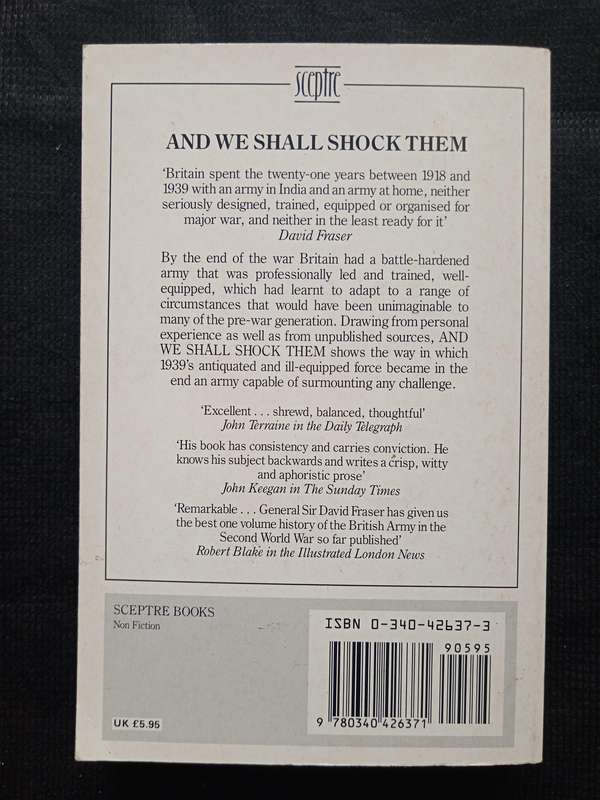 sceptre
AND WE SHALL SHOCK THEM
‘Britain spent the twenty-one years between 1918 and
1939 with an army in India and an army at home, neither
seriously designed, trained, equipped or organised for
major war, and neither in the least ready for it’
David Fraser
By the end of the war Britain had a battle-hardened
army that was professionally led and trained, well-
equipped, which had learnt to adapt to a range of
circumstances that would have been unimaginable to
many of the pre-war generation. Drawing from personal
experience as well as from unpublished sources, AND
WE SHALL SHOCK THEM shows the way in which
1939’s antiquated and ill-equipped force became in the
end an army capable of surmounting any challenge.
‘Excellent . . . shrewd, balanced, thoughtful’
John Terraine in the Daily Telegraph
‘His book has consistency and carries conviction. He
knows his subject backwards and writes a crisp, witty
and aphoristic prose’
John Keegan in The Sunday Times
‘Remarkable . . . General Sir David Fraser has given us
the best one volume history of the British Army in the
Second World War so far published’
Robert Blake in the Illustrated London News
SCEPTRE BOOKS
Non Fiction
UK £5.95
ISBN 0-340-42637-3
90595
9 780340 426371